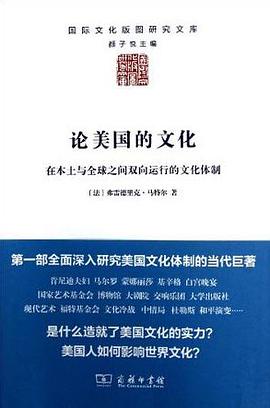 国际文化版图研究文库
颜子悦主编
论美国的文化
在本土与全球之间双向运行的文化体制
〔法〕弗雷德里克·马特尔 著
第一部全面深入研究美国文化体制的当代巨著
肯尼迪夫妇 马尔罗 蒙娜丽莎 基辛格 白宫晚宴
国家艺术基金会 博物馆 大剧院 交响乐团 大学出版社
现代艺术 福特基金会 文化冷战 中情局 杜勒斯 和平演变……
是什么造就了美国文化的实力？
美国人如何影响世界文化？
商务印书馆